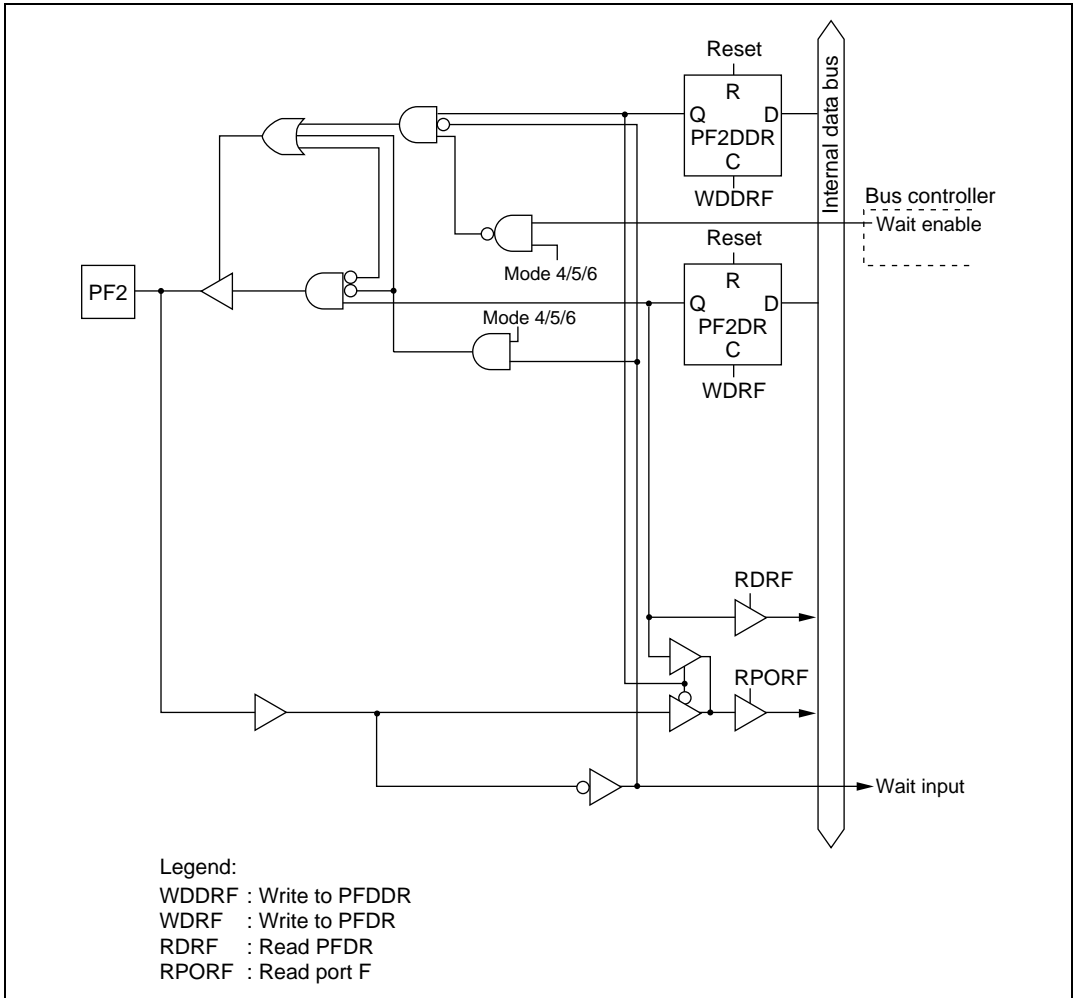 Reset
R
Q D
PF2DDR
C
WDDRF
Internal data bus
Bus controller
Wait enable
Mode 4/5/6
Reset
R
Q D
PF2DR
C
WDRF
PF2
Mode 4/5/6
RDRF
RPORF
Wait input
Legend:
WDDRF : Write to PFDDR
WDRF : Write to PFDR
RDRF : Read PFDR
RPORF : Read port F